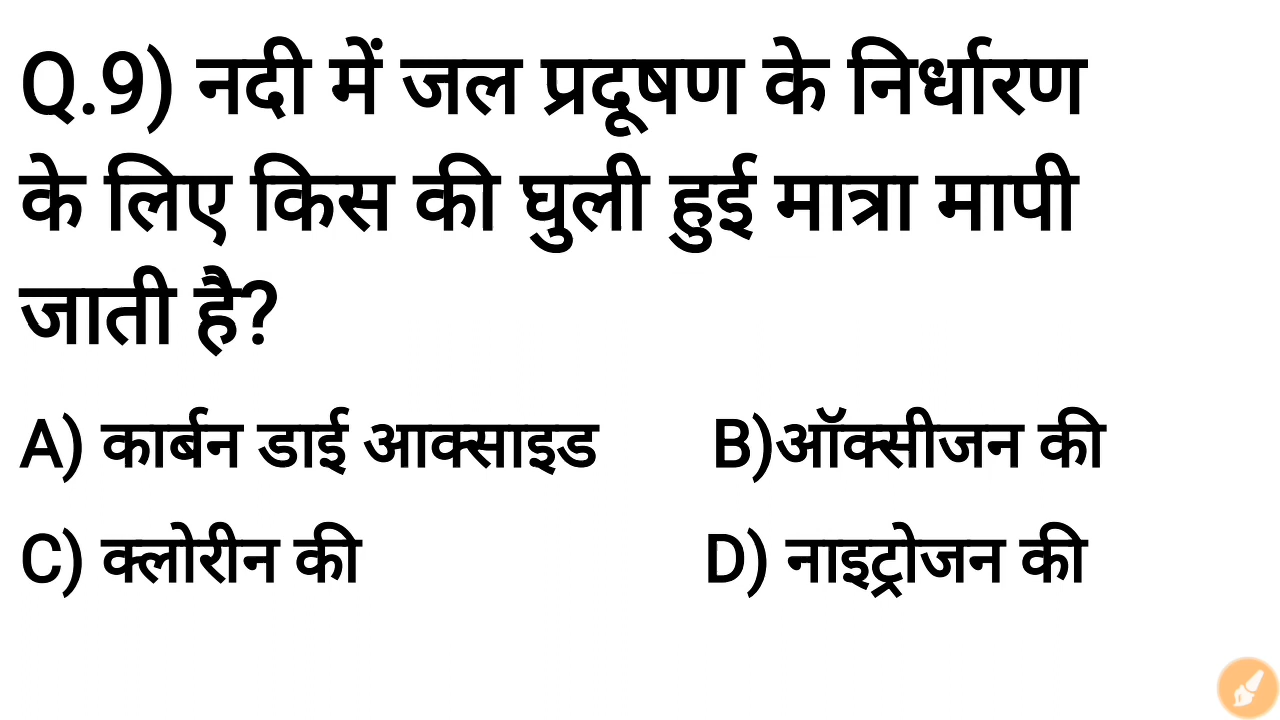 Q.9) नदी में जल प्रदूषण के निर्धारण
के लिए किस की घुली हुई मात्रा मापी
जाती है?
A) कार्बन डाई आक्साइड B)ऑक्सीजन की
C) क्लोरीन की D) नाइट्रोजन की